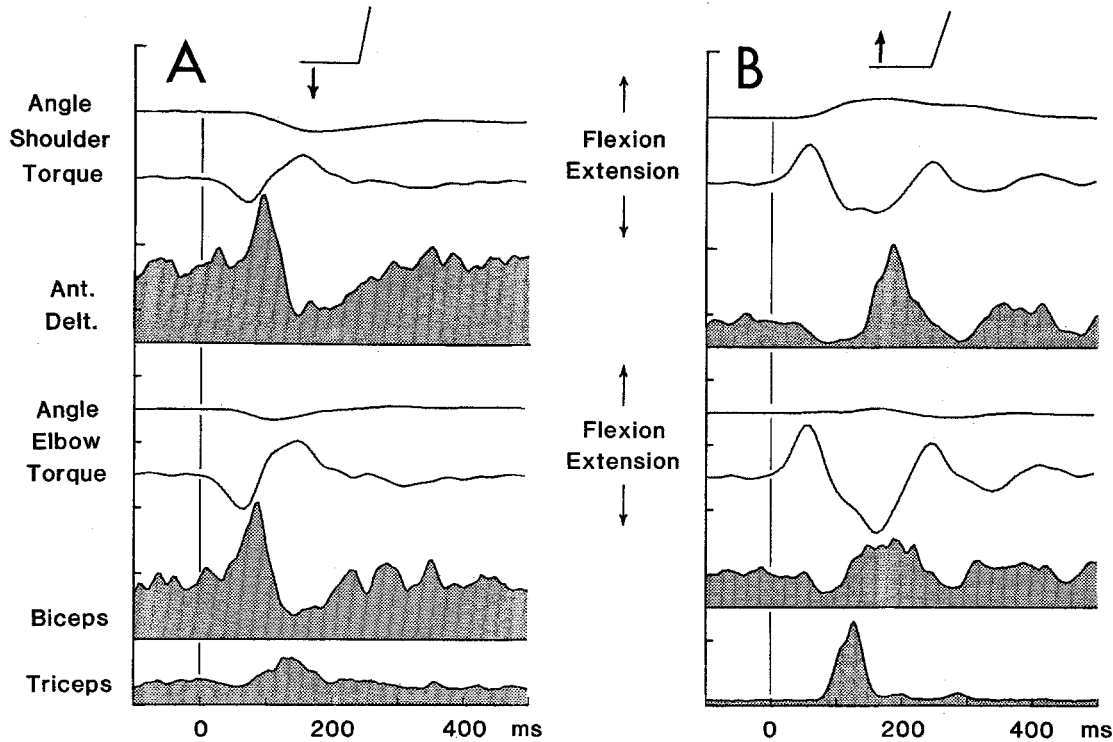 A
B
Angle
Shoulder
Torque
Flexion
Extension
Ant.
Delt.
Angle
Elbow
Torque
Flexion
Extension
Biceps
Triceps
0 200 400 ms
0 200 400 ms